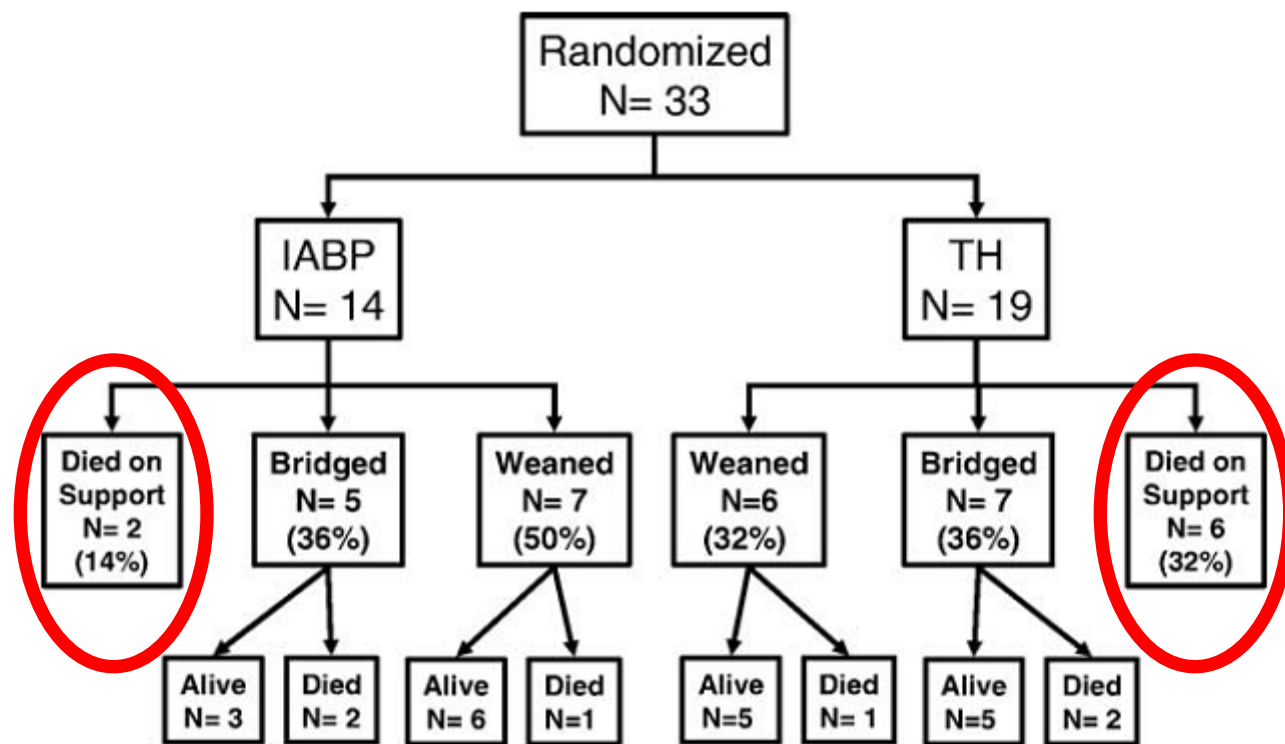 Randomized
N= 33
IABP
N= 14
TH
N= 19
Died on
Support
N= 2
(14%)
Bridged
N= 5
(36%)
Weaned
N= 7
(50%)
Weaned
N=6
(32%)
Bridged
N= 7
(36%)
Died on
Support
N= 6
(32%)
Alive
N= 3
Died
N= 2
Alive
N= 6
Died
N=1
Alive
N=5
Died
N= 1
Alive
N=5
Died
N= 2